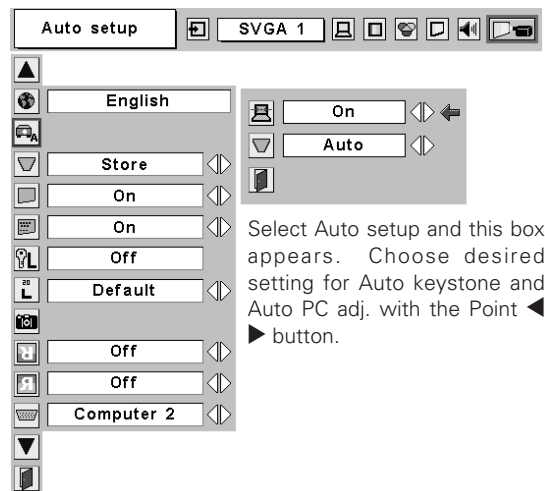 Auto setup
SVGA 1
English
Store
On
On
Off
Default
Off
Off
Computer 2
On
Auto
Select Auto setup and this box
appears. Choose desired
setting for Auto keystone and
Auto PC adj. with the Point ◀
▶ button.